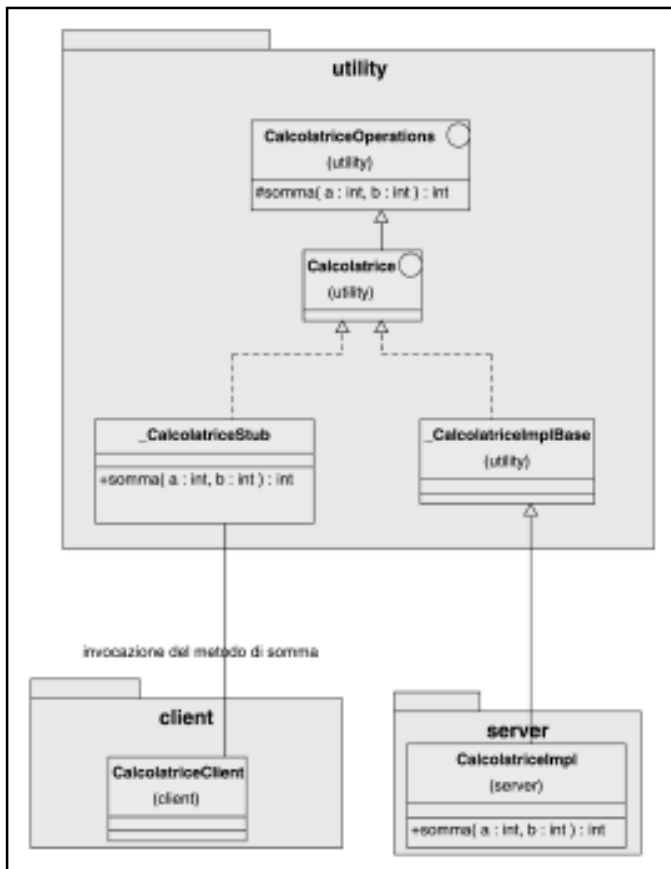 utility
CalcolatriceOperations
(utility)
#somma( a : int, b : int ) : int
Calcolatrice
(utility)
_CalcolatriceStub
+somma( a : int, b : int ) : int
_CalcolatriceImplBase
(utility)
invocazione del metodo di somma
client
CalcolatriceClient
(client)
server
CalcolatriceImpl
(server)
+somma( a : int, b : int ) : int